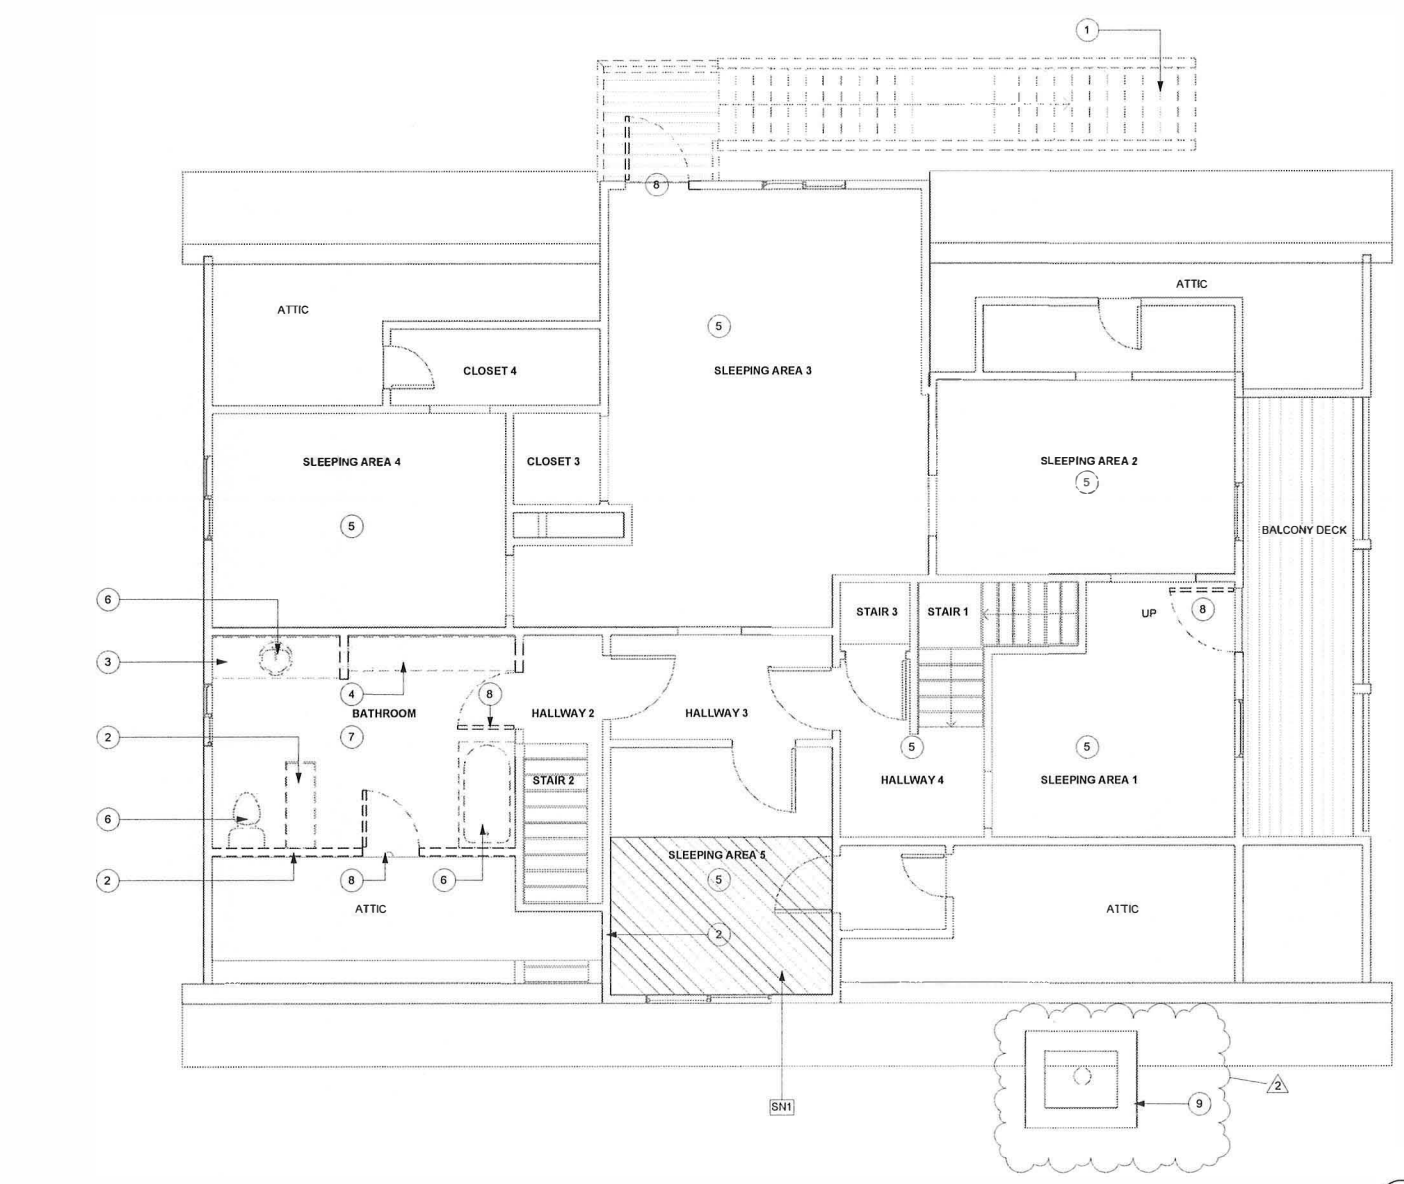 1
8
ATTIC
ATTIC
5
CLOSET 4
SLEEPING AREA 3
SLEEPING AREA 4
CLOSET 3
SLEEPING AREA 2
5
5
BALCONY DECK
6
STAIR 3
STAIR 1
UP
8
3
4
8
BATHROOM
HALLWAY 2
HALLWAY 3
2
7
5
5
STAIR 2
HALLWAY 4
SLEEPING AREA 1
6
SLEEPING AREA 5
2
8
6
5
ATTIC
ATTIC
2
2
9
SN1